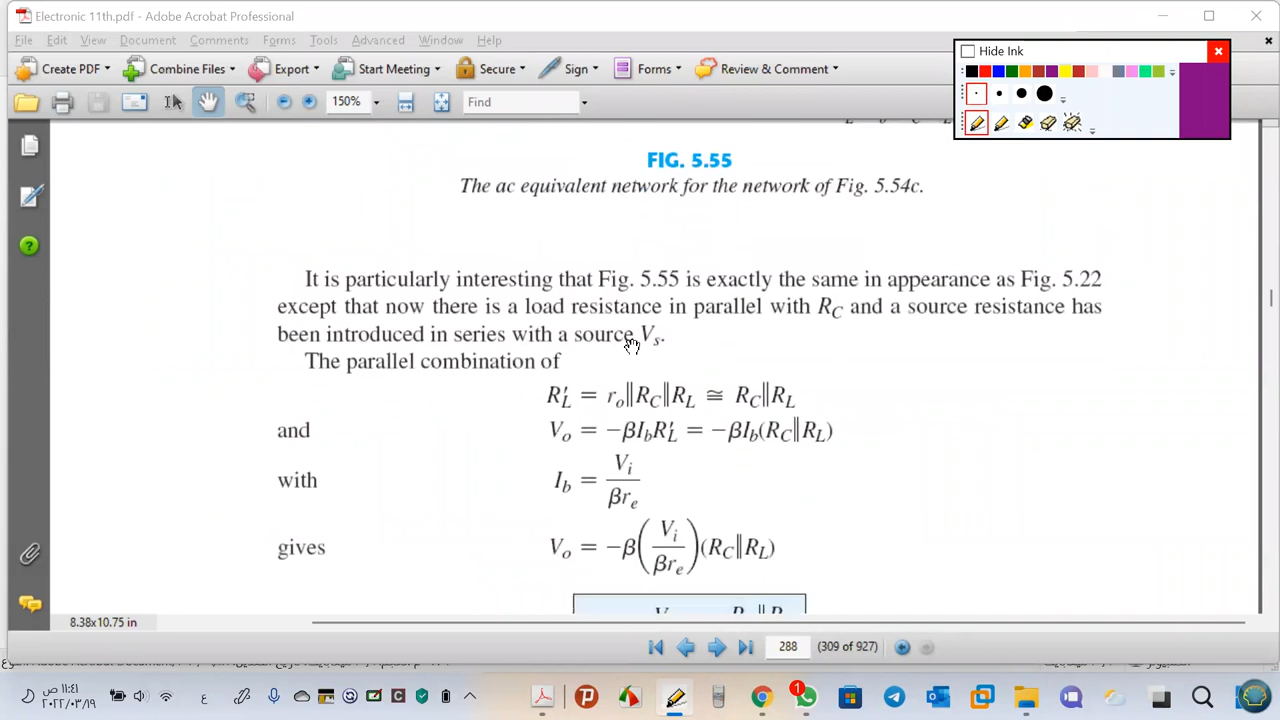 Electronic 11th.pdf - Adobe Acrobat Professional
File Edit View Document Comments Forms Tools Advanced Window Help
Hide Ink
Create PDF Combine Files Export Start Meeting Secure Sign Forms Review & Comment
150% Find
FIG. 5.55
The ac equivalent network for the network of Fig. 5.54c.
It is particularly interesting that Fig. 5.55 is exactly the same in appearance as Fig. 5.22
except that now there is a load resistance in parallel with R_C and a source resistance has
been introduced in series with a source V_s.
The parallel combination of
R′_L = r_o‖R_C‖R_L ≅ R_C‖R_L
and V_o = −βI_bR′_L = −βI_b(R_C‖R_L)
with I_b = V_i/βr_e
gives V_o = −β(V_i/βr_e)(R_C‖R_L)
8.38x10.75 in
288 (309 of 927)
١١:٤١ ص
٢٠٢٢/٠٣/١٩
ع
1